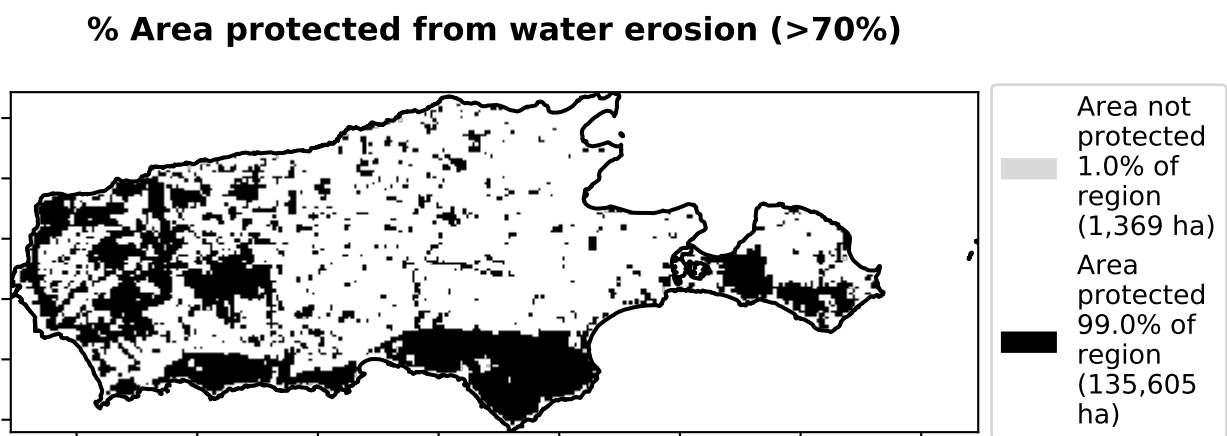 % Area protected from water erosion (>70%)
Area not
protected
1.0% of
region
(1,369 ha)
Area
protected
99.0% of
region
(135,605
ha)